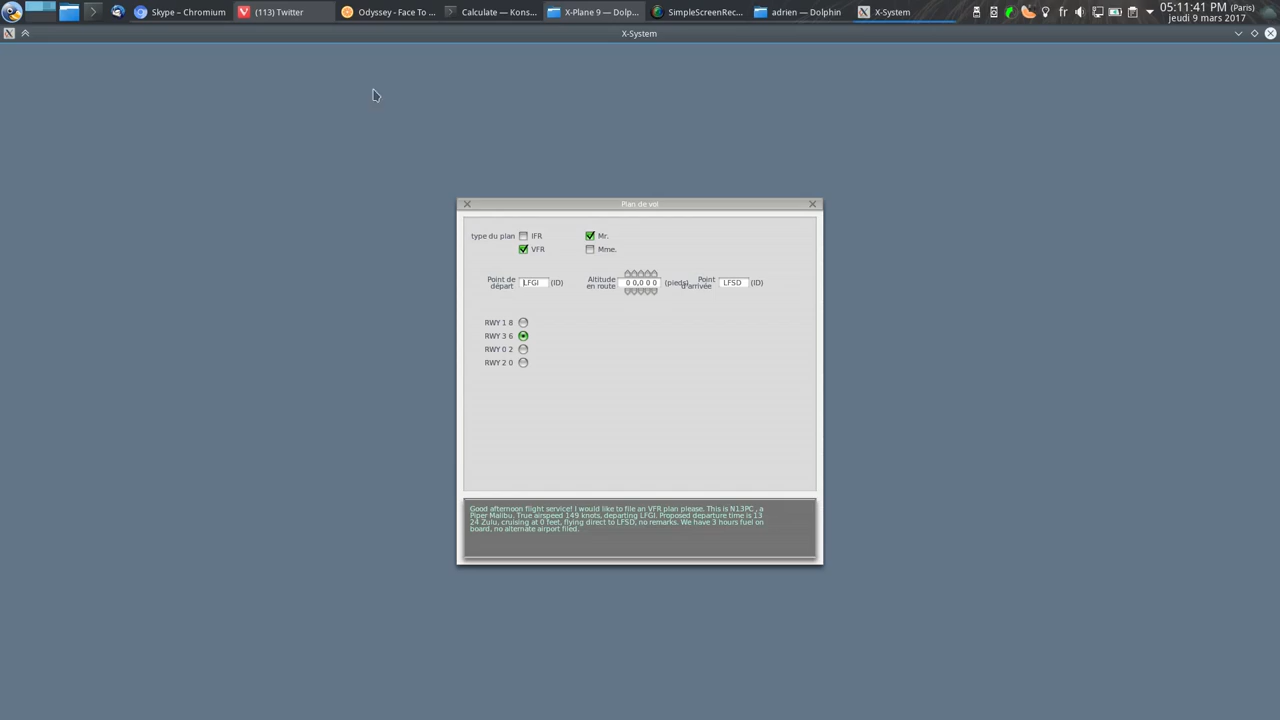 Skype – Chromium
(113) Twitter
Odyssey - Face To ...
Calculate — Kons...
X-Plane 9 — Dolp...
SimpleScreenRec...
adrien — Dolphin
X-System
fr
05:11:41 PM (Paris)
jeudi 9 mars 2017
X-System
Plan de vol
type du plan IFR Mr.
VFR Mme.
Point de départ LFGI (ID)
Altitude en route 0 0,0 0 0 (pieds)
Point d'arrivée LFSD (ID)
RWY 1 8
RWY 3 6
RWY 0 2
RWY 2 0
Good afternoon flight service! I would like to file an VFR plan please. This is N13PC , a
Piper Malibu. True airspeed 149 knots, departing LFGI. Proposed departure time is 13
24 Zulu, cruising at 0 feet, flying direct to LFSD, no remarks. We have 3 hours fuel on
board, no alternate airport filed.